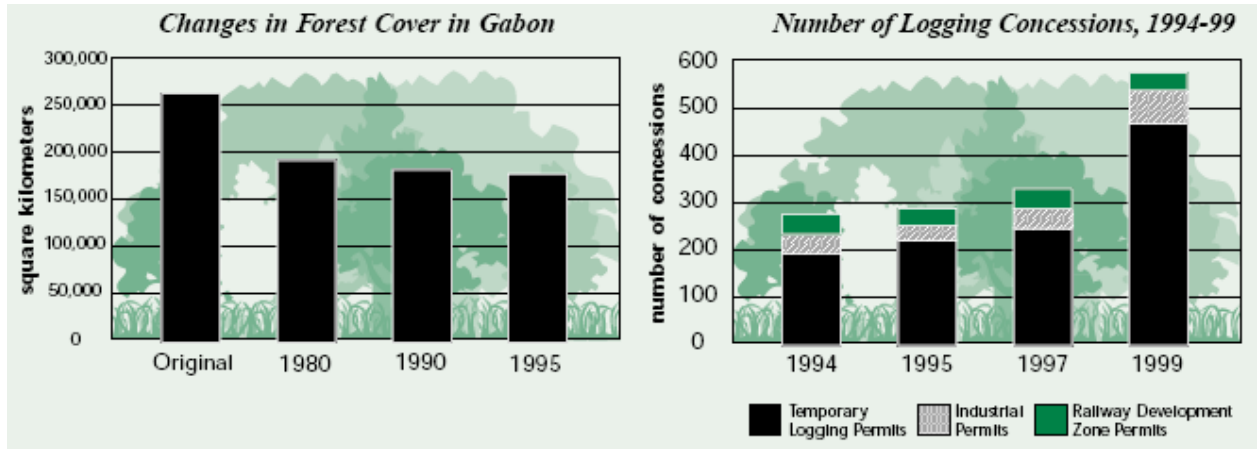 Changes in Forest Cover in Gabon
square kilometers
300,000
250,000
200,000
150,000
100,000
50,000
0
Original
1980
1990
1995
Number of Logging Concessions, 1994-99
number of concessions
600
500
400
300
200
100
0
1994
1995
1997
1999
Temporary
Logging Permits
Industrial
Permits
Railway Development
Zone Permits